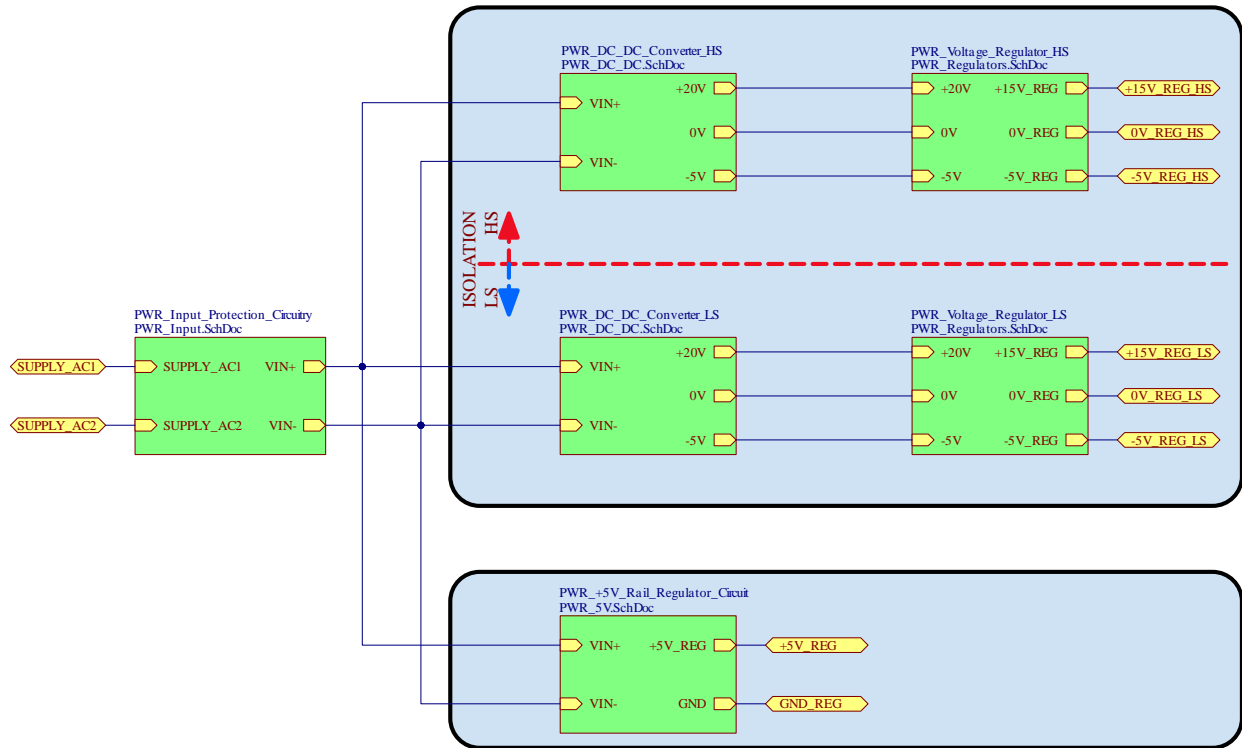 PWR_DC_DC_Converter_HS
PWR_DC_DC.SchDoc
VIN+
VIN-
+20V
0V
-5V
PWR_Voltage_Regulator_HS
PWR_Regulators.SchDoc
+20V
0V
-5V
+15V_REG
0V_REG
-5V_REG
+15V_REG_HS
0V_REG_HS
-5V_REG_HS
ISOLATION
HS
LS
PWR_Input_Protection_Circuitry
PWR_Input.SchDoc
SUPPLY_AC1
SUPPLY_AC2
SUPPLY_AC1
SUPPLY_AC2
VIN+
VIN-
PWR_DC_DC_Converter_LS
PWR_DC_DC.SchDoc
VIN+
VIN-
+20V
0V
-5V
PWR_Voltage_Regulator_LS
PWR_Regulators.SchDoc
+20V
0V
-5V
+15V_REG
0V_REG
-5V_REG
+15V_REG_LS
0V_REG_LS
-5V_REG_LS
PWR_+5V_Rail_Regulator_Circuit
PWR_5V.SchDoc
VIN+
VIN-
+5V_REG
GND
+5V_REG
GND_REG